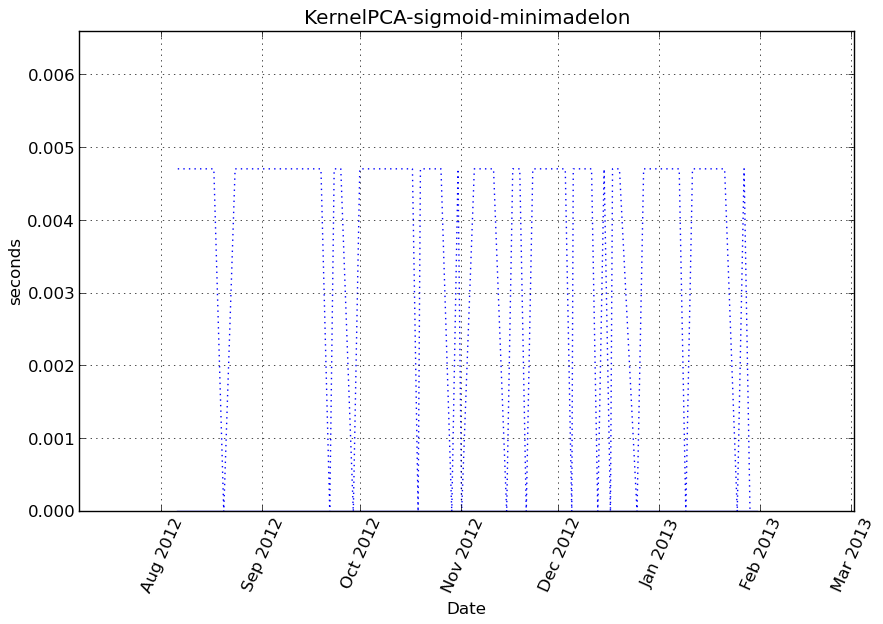 KernelPCA-sigmoid-minimadelon
0.006
0.005
0.004
0.003
0.002
0.001
0.000
seconds
Aug 2012
Sep 2012
Oct 2012
Nov 2012
Dec 2012
Jan 2013
Feb 2013
Mar 2013
Date